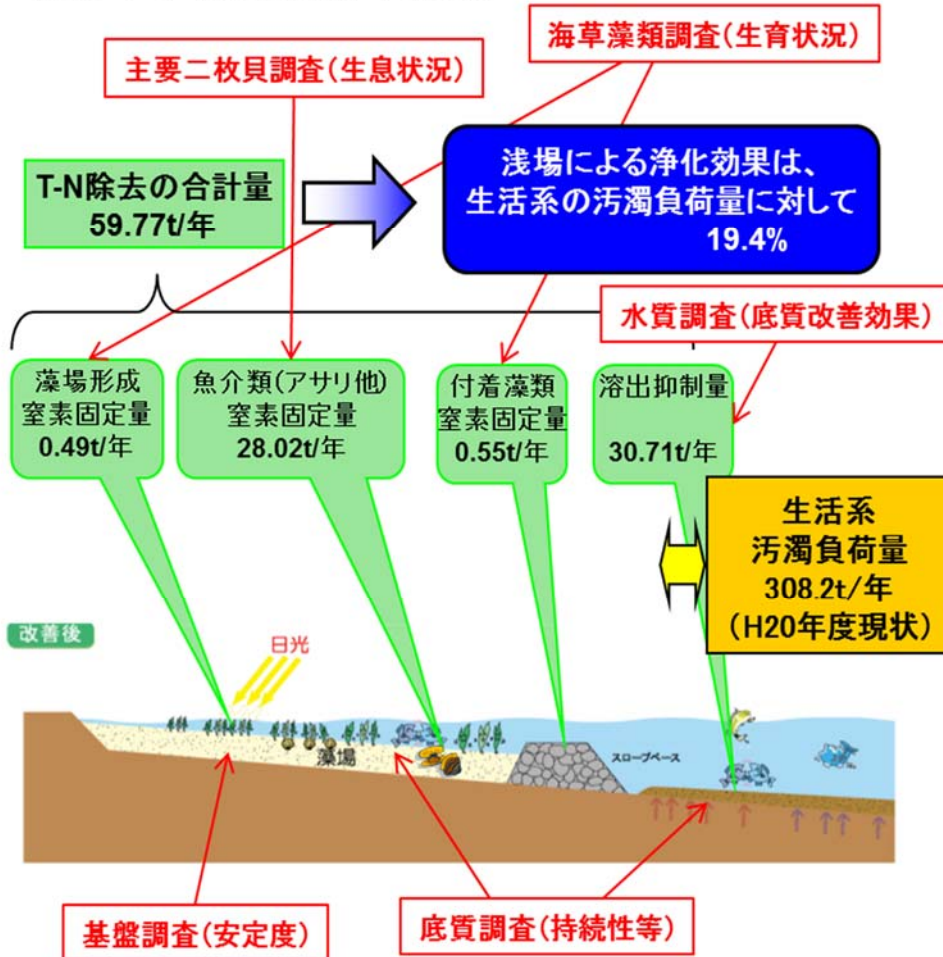 海草藻類調査(生育状況)
主要二枚貝調査(生息状況)
T-N除去の合計量
59.77t/年
浅場による浄化効果は、
生活系の汚濁負荷量に対して
19.4%
水質調査(底質改善効果)
藻場形成
窒素固定量
0.49t/年
魚介類(アサリ他)
窒素固定量
28.02t/年
付着藻類
窒素固定量
0.55t/年
溶出抑制量
30.71t/年
生活系
汚濁負荷量
308.2t/年
(H20年度現状)
改善後
日光
藻場
スロープベース
基盤調査(安定度)
底質調査(持続性等)